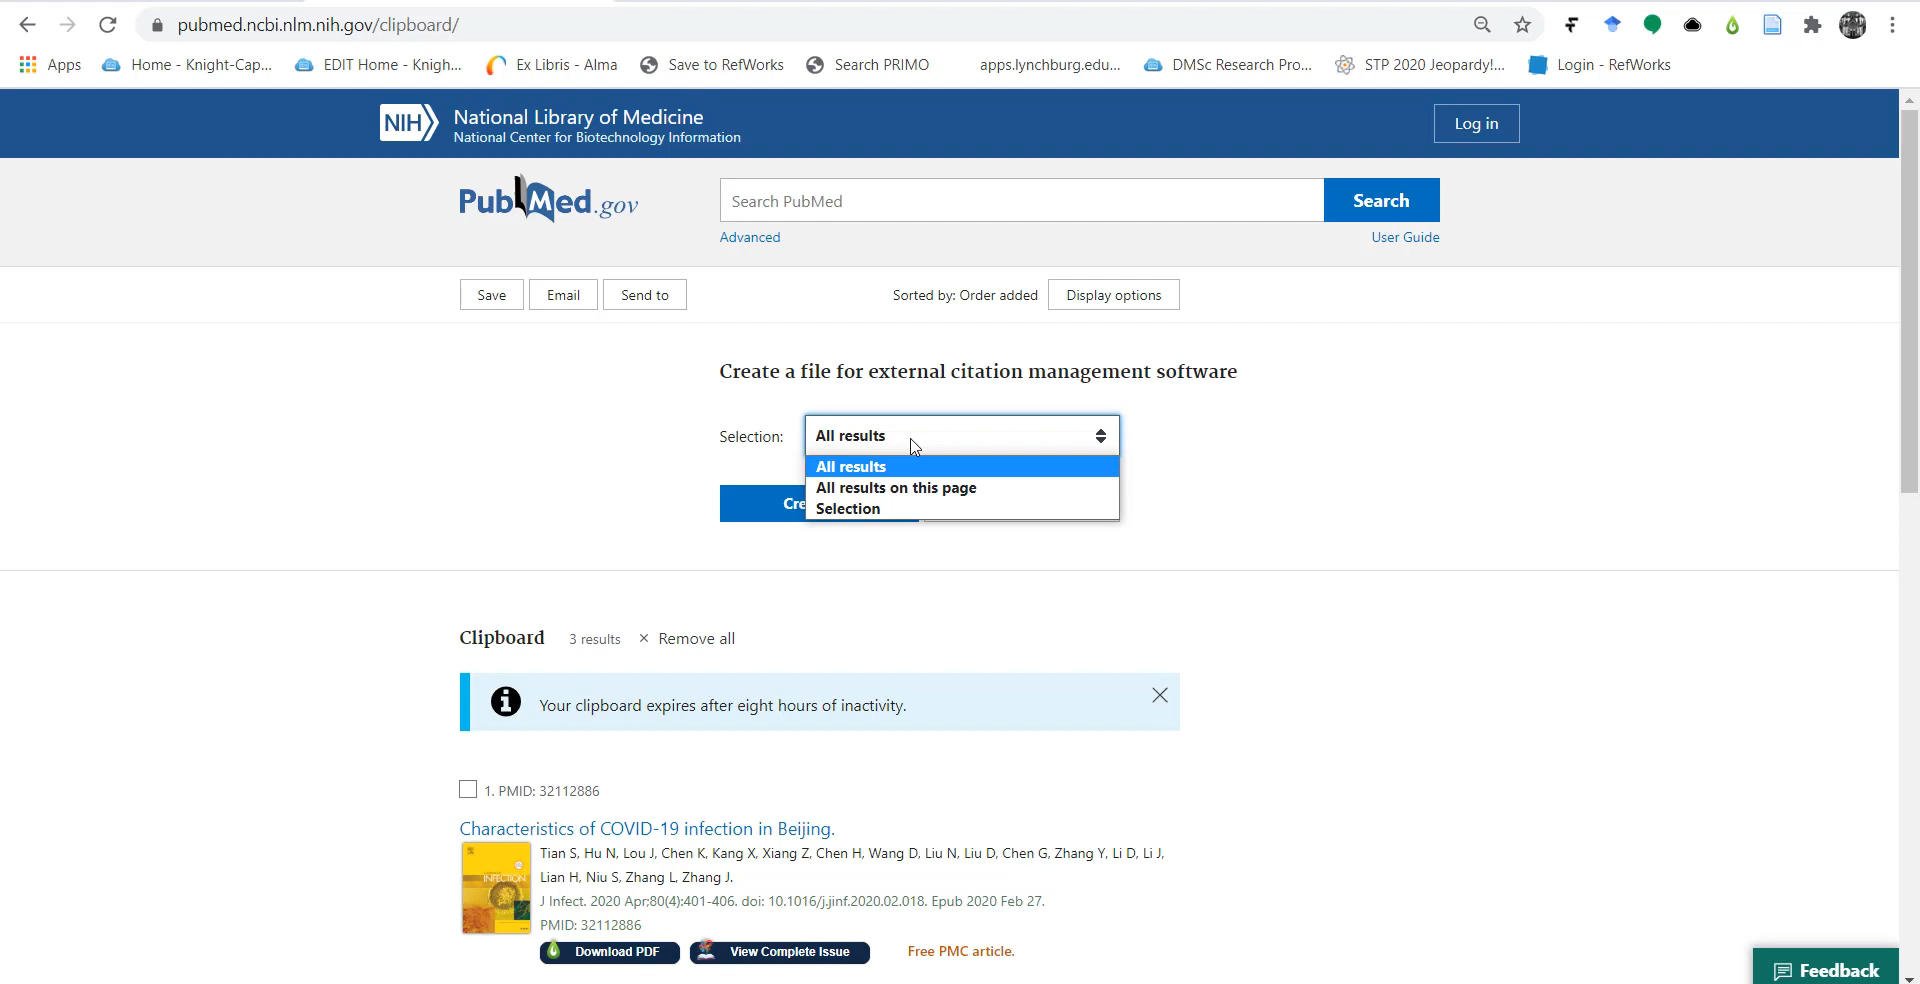 pubmed.ncbi.nlm.nih.gov/clipboard/
Apps Home - Knight-Cap... EDIT Home - Knigh... Ex Libris - Alma Save to RefWorks Search PRIMO apps.lynchburg.edu... DMSc Research Pro... STP 2020 Jeopardy!... Login - RefWorks
NIH National Library of Medicine
National Center for Biotechnology Information
Log in
PubMed.gov
Search PubMed
Search
Advanced
User Guide
Save Email Send to Sorted by: Order added Display options
Create a file for external citation management software
Selection: All results
All results
All results on this page
Selection
Cre
Clipboard 3 results × Remove all
Your clipboard expires after eight hours of inactivity.
1. PMID: 32112886
Characteristics of COVID-19 infection in Beijing.
Tian S, Hu N, Lou J, Chen K, Kang X, Xiang Z, Chen H, Wang D, Liu N, Liu D, Chen G, Zhang Y, Li D, Li J,
Lian H, Niu S, Zhang L, Zhang J.
INFECTION
J Infect. 2020 Apr;80(4):401-406. doi: 10.1016/j.jinf.2020.02.018. Epub 2020 Feb 27.
PMID: 32112886
Download PDF View Complete Issue Free PMC article.
Feedback